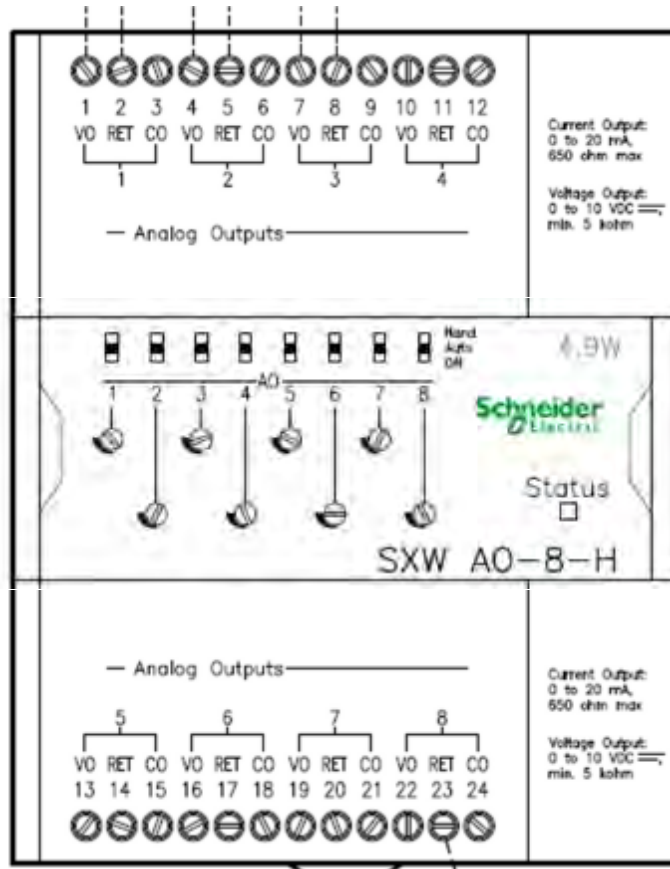 1 2 3 4 5 6 7 8 9 10 11 12
VO RET CO VO RET CO VO RET CO VO RET CO
1 2 3 4
Analog Outputs
Current Output:
0 to 20 mA,
650 ohm max
Voltage Output:
0 to 10 VDC
min. 5 kohm
Hand
Auto
Off
4.9W
AO
1 2 3 4 5 6 7 8
Schneider
Electric
Status
SXW AO-8-H
Analog Outputs
5 6 7 8
VO RET CO VO RET CO VO RET CO VO RET CO
13 14 15 16 17 18 19 20 21 22 23 24
Current Output:
0 to 20 mA,
650 ohm max
Voltage Output:
0 to 10 VDC
min. 5 kohm